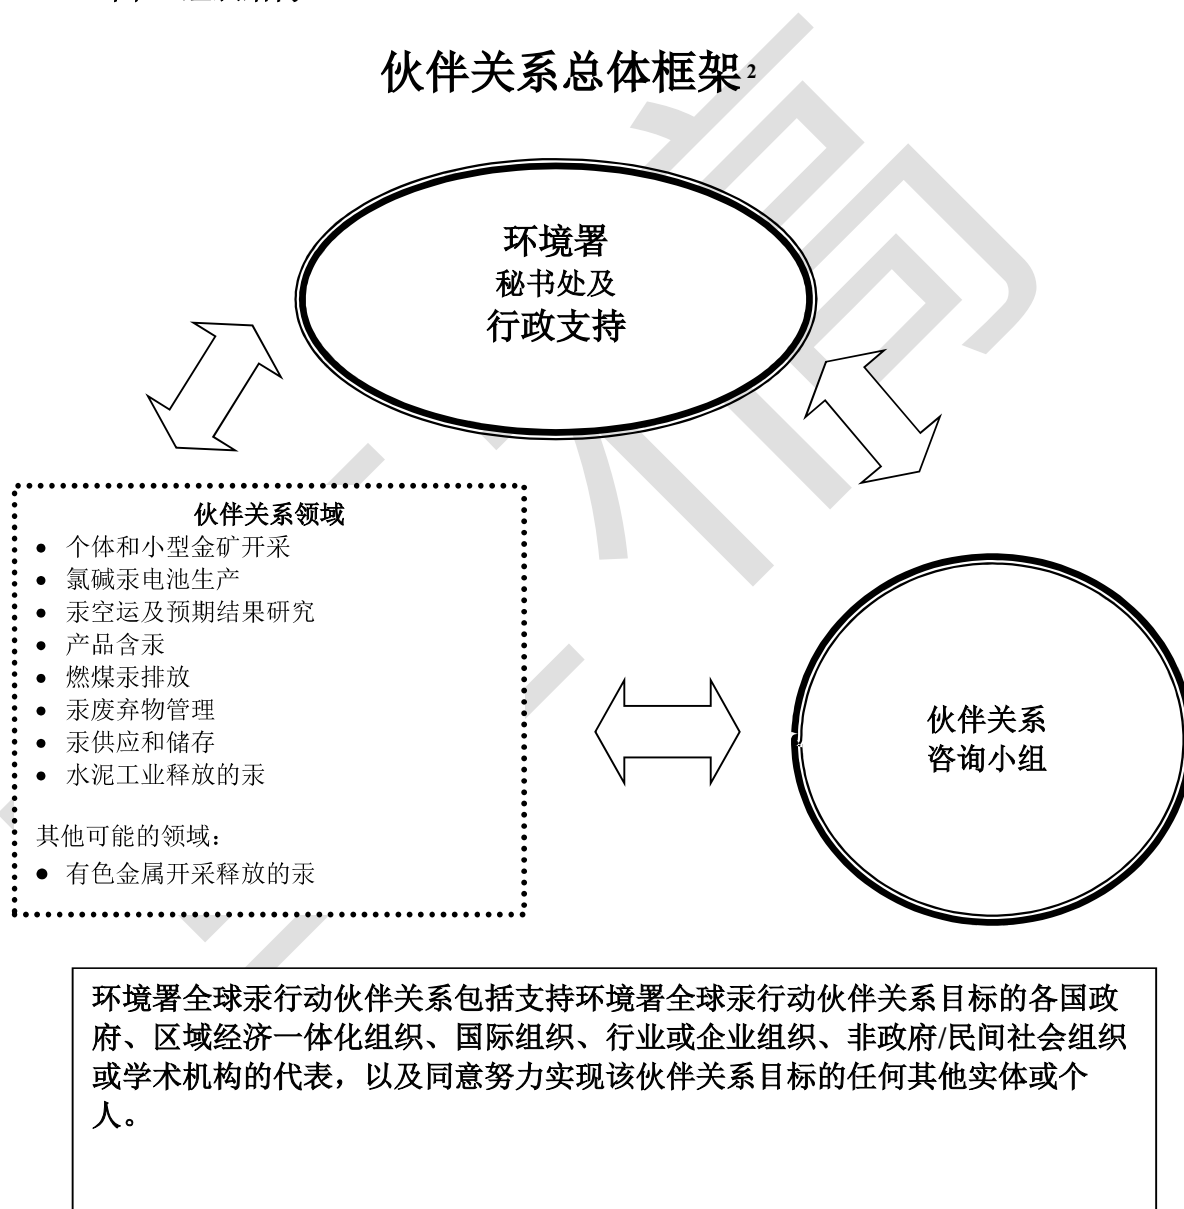 伙伴关系总体框架2
环境署
秘书处及
行政支持
伙伴关系领域
• 个体和小型金矿开采
• 氯碱汞电池生产
• 汞空运及预期结果研究
• 产品含汞
• 燃煤汞排放
• 汞废弃物管理
• 汞供应和储存
• 水泥工业释放的汞
其他可能的领域：
• 有色金属开采释放的汞
伙伴关系
咨询小组
环境署全球汞行动伙伴关系包括支持环境署全球汞行动伙伴关系目标的各国政
府、区域经济一体化组织、国际组织、行业或企业组织、非政府/民间社会组织
或学术机构的代表，以及同意努力实现该伙伴关系目标的任何其他实体或个
人。